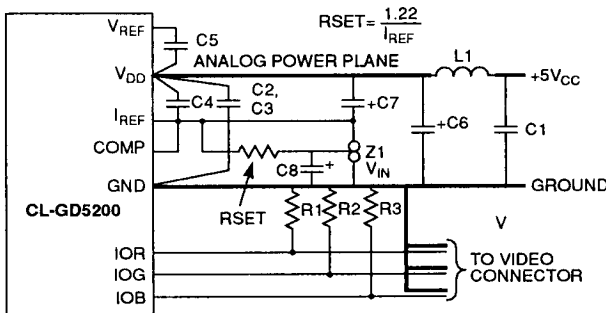 RSET = 1.22 / IREF
VREF
C5
ANALOG POWER PLANE
L1
VDD
+5VCC
C4
C2, C3
+C7
+C6
C1
IREF
COMP
Z1
VIN
C8
+
GND
GROUND
CL-GD5200
RSET
R1
R2
R3
V
IOR
IOG
IOB
TO VIDEO
CONNECTOR